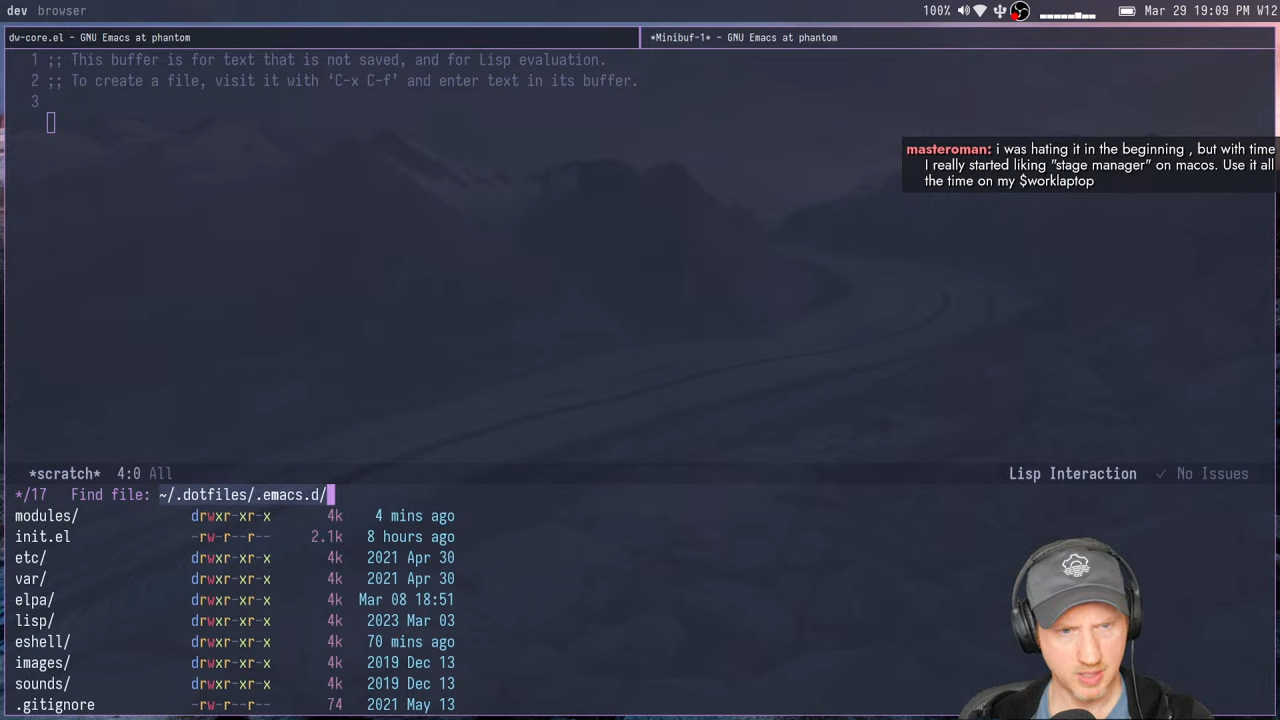 dev browser
100% Mar 29 19:09 PM W12
dw-core.el - GNU Emacs at phantom
*Minibuf-1* - GNU Emacs at phantom
1 ;; This buffer is for text that is not saved, and for Lisp evaluation.
2 ;; To create a file, visit it with ‘C-x C-f’ and enter text in its buffer.
3
masteroman: i was hating it in the beginning , but with time
I really started liking "stage manager" on macos. Use it all
the time on my $worklaptop
*scratch* 4:0 All
Lisp Interaction ✓ No Issues
*/17 Find file: ~/.dotfiles/.emacs.d/
modules/ drwxr-xr-x 4k 4 mins ago
init.el -rw-r--r-- 2.1k 8 hours ago
etc/ drwxr-xr-x 4k 2021 Apr 30
var/ drwxr-xr-x 4k 2021 Apr 30
elpa/ drwxr-xr-x 4k Mar 08 18:51
lisp/ drwxr-xr-x 4k 2023 Mar 03
eshell/ drwxr-xr-x 4k 70 mins ago
images/ drwxr-xr-x 4k 2019 Dec 13
sounds/ drwxr-xr-x 4k 2019 Dec 13
.gitignore -rw-r--r-- 74 2021 May 13